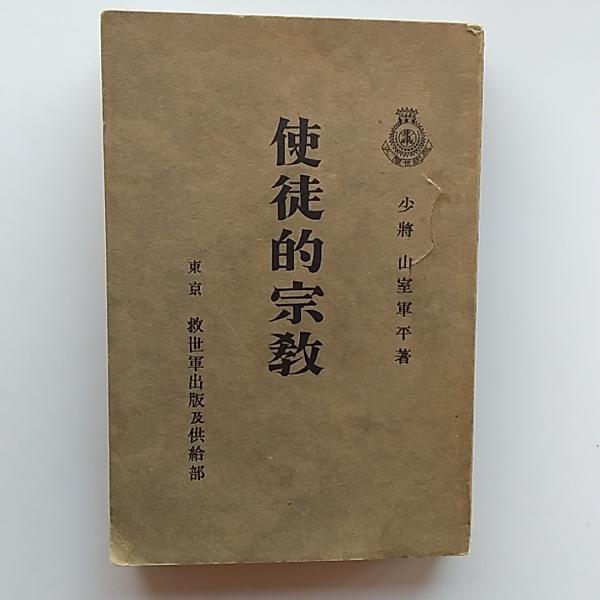 少將 山室軍平著
使徒的宗教
東京 救世軍出版及供給部